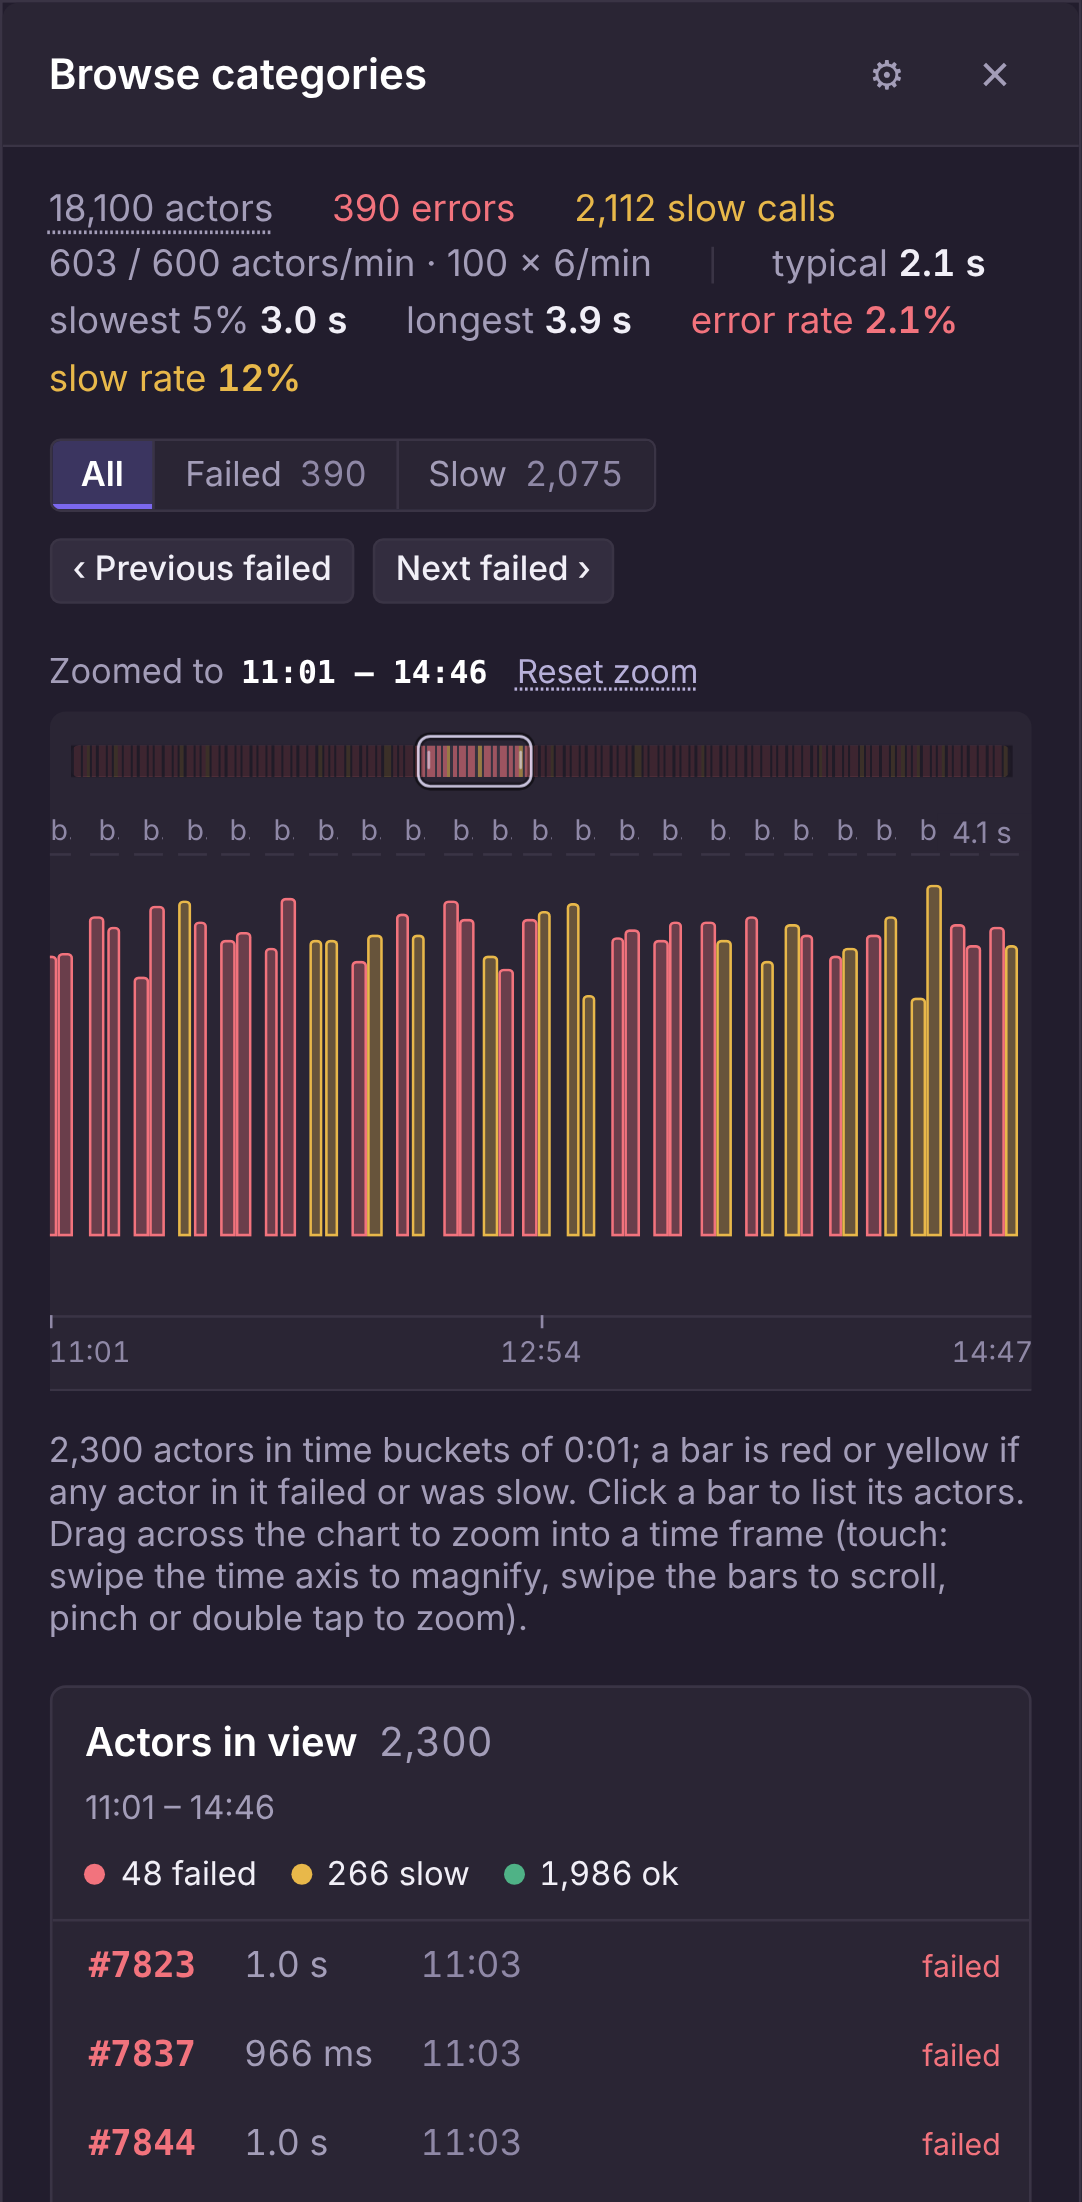 Browse categories
18,100 actors 390 errors 2,112 slow calls
603 / 600 actors/min · 100 × 6/min typical 2.1 s
slowest 5% 3.0 s longest 3.9 s error rate 2.1%
slow rate 12%
All Failed 390 Slow 2,075
‹ Previous failed Next failed ›
Zoomed to 11:01 – 14:46 Reset zoom
b. b. b. b. b. b. b. b. b. b. b. b. b. b. b. b. b. b. b. b. b 4.1 s
11:01 12:54 14:47
2,300 actors in time buckets of 0:01; a bar is red or yellow if
any actor in it failed or was slow. Click a bar to list its actors.
Drag across the chart to zoom into a time frame (touch:
swipe the time axis to magnify, swipe the bars to scroll,
pinch or double tap to zoom).
Actors in view 2,300
11:01 – 14:46
48 failed 266 slow 1,986 ok
#7823 1.0 s 11:03 failed
#7837 966 ms 11:03 failed
#7844 1.0 s 11:03 failed